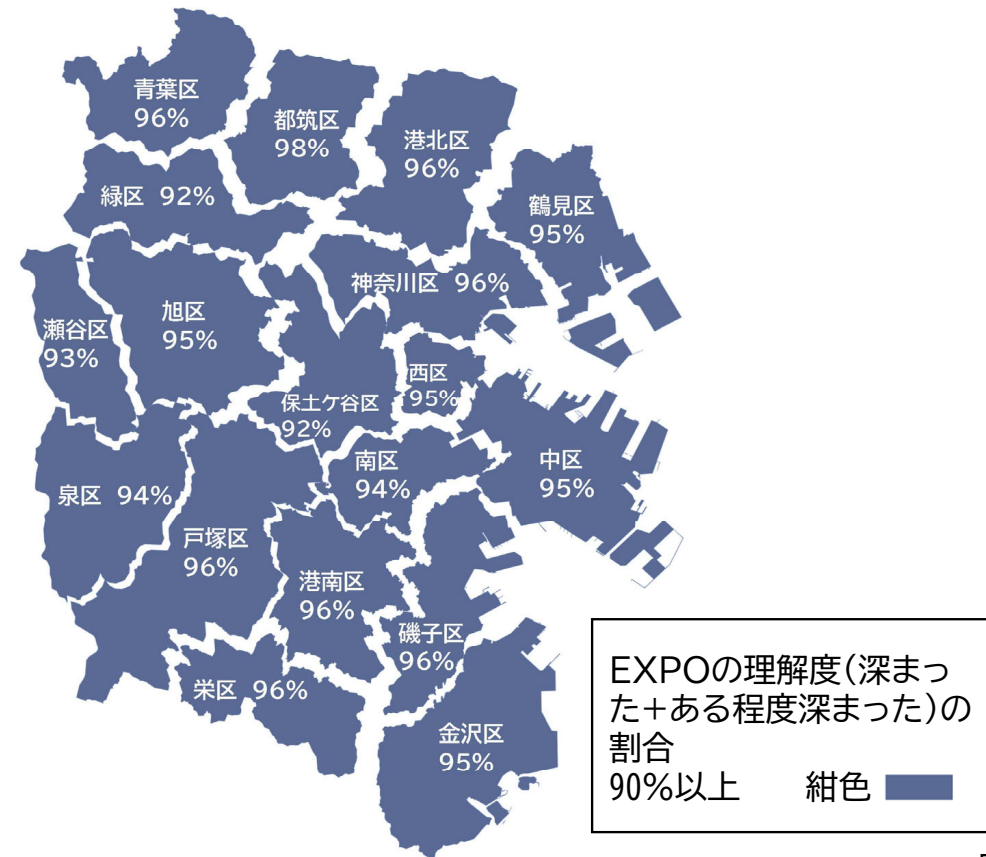 青葉区
96%
都筑区
98%
港北区
96%
緑区 92%
鶴見区
95%
神奈川区 96%
旭区
95%
瀬谷区
93%
西区
95%
保土ケ谷区
92%
南区
94%
中区
95%
泉区 94%
戸塚区
96%
港南区
96%
磯子区
96%
栄区 96%
金沢区
95%
EXPOの理解度(深まっ
た+ある程度深まった)の
割合
90%以上 紺色